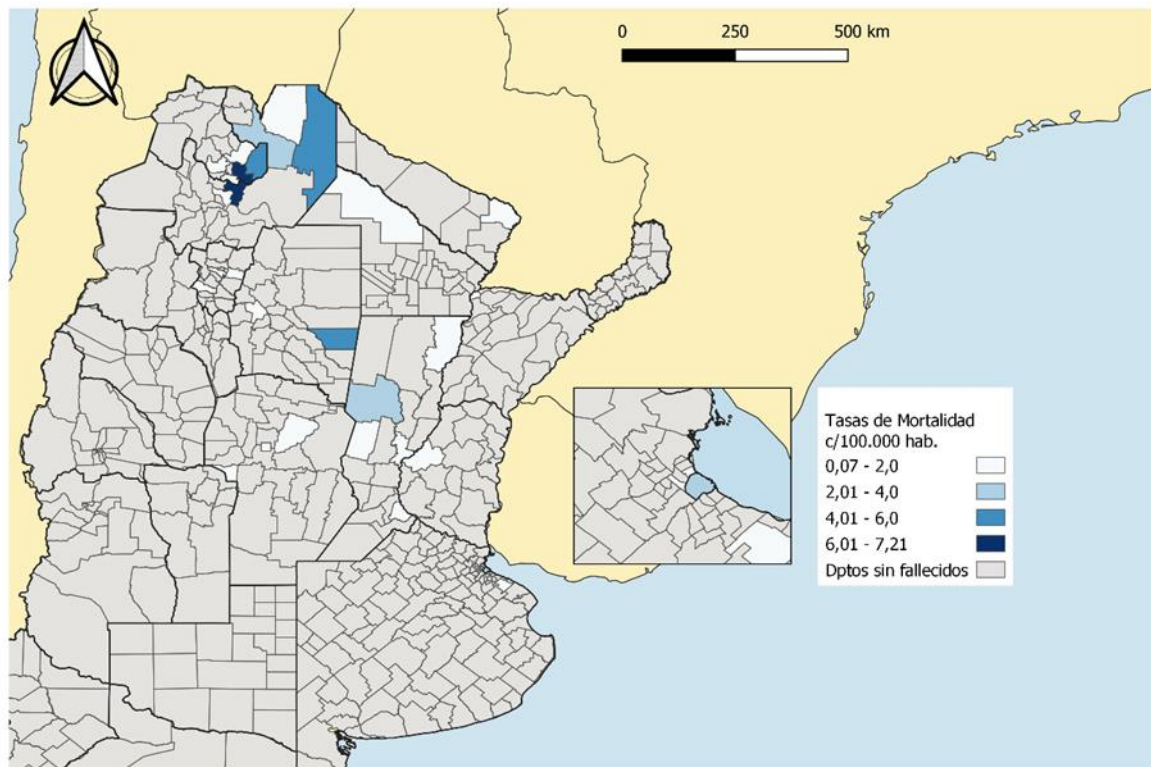 0 250 500 km
Tasas de Mortalidad
c/100.000 hab.
0,07 - 2,0
2,01 - 4,0
4,01 - 6,0
6,01 - 7,21
Dptos sin fallecidos